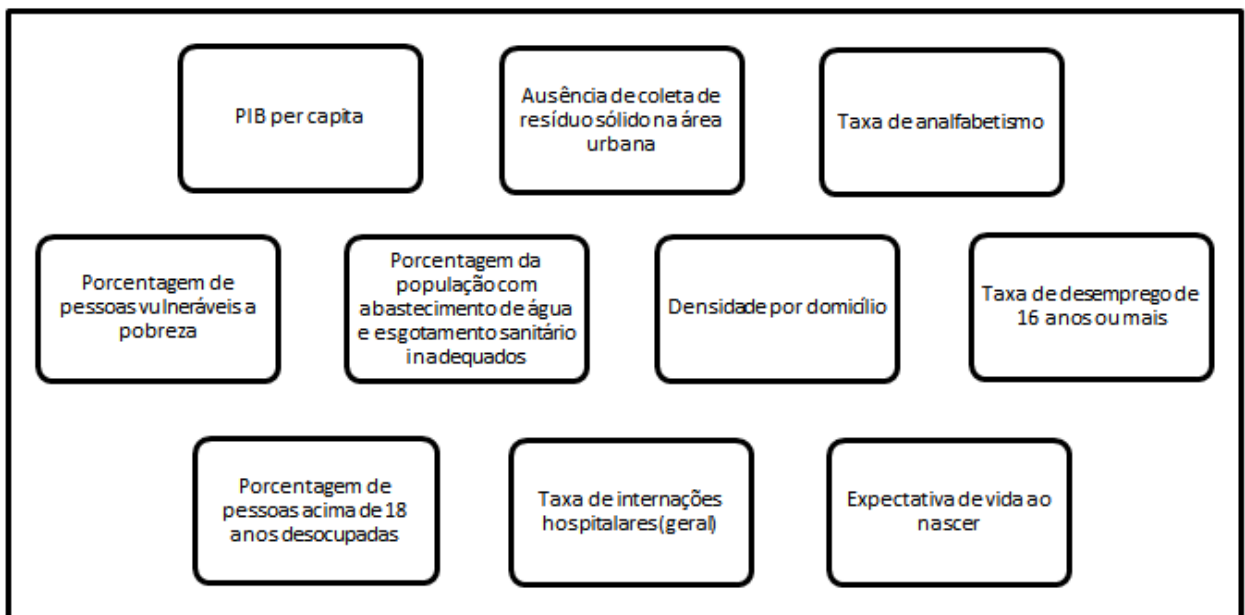 PIB per capita
Ausência de coleta de
resíduo sólido na área
urbana
Taxa de analfabetismo
Porcentagem de
pessoas vulneráveis a
pobreza
Porcentagem da
população com
abastecimento de água
e esgotamento sanitário
inadequados
Densidade por domicílio
Taxa de desemprego de
16 anos ou mais
Porcentagem de
pessoas acima de 18
anos desocupadas
Taxa de internações
hospitalares (geral)
Expectativa de vida ao
nascer